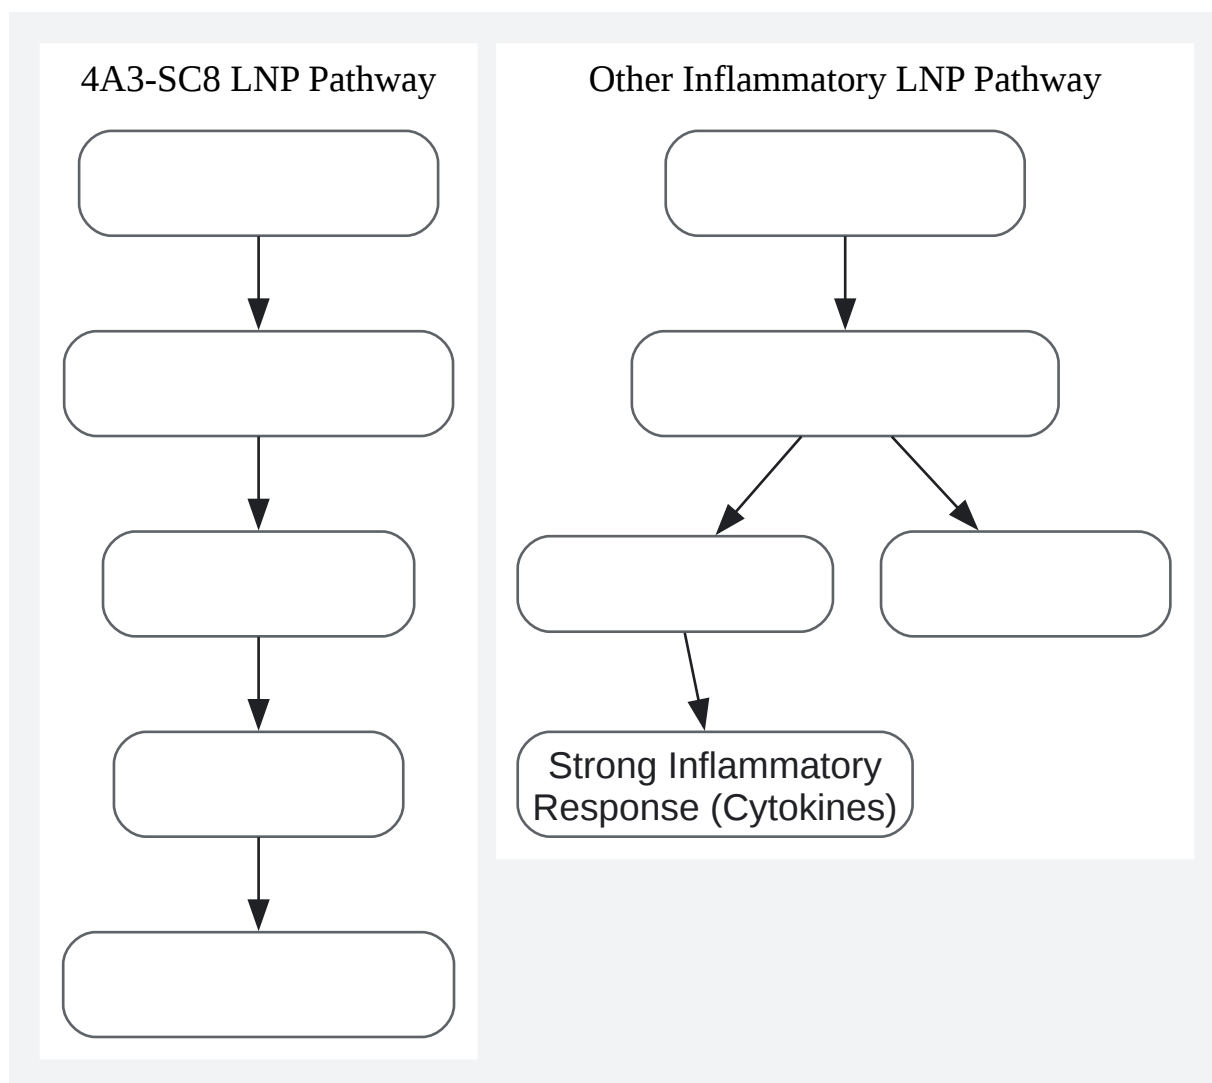 4A3-SC8 LNP Pathway
Other Inflammatory LNP Pathway
Strong Inflammatory
Response (Cytokines)